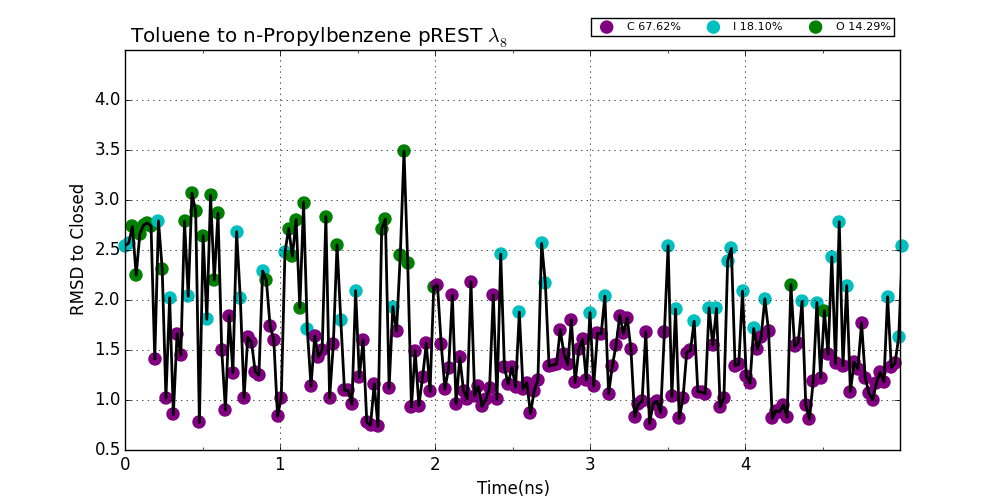 Toluene to n-Propylbenzene pREST λ₈
C 67.62% I 18.10% O 14.29%
4.0
3.5
3.0
2.5
2.0
1.5
1.0
0.5
RMSD to Closed
0 1 2 3 4
Time(ns)